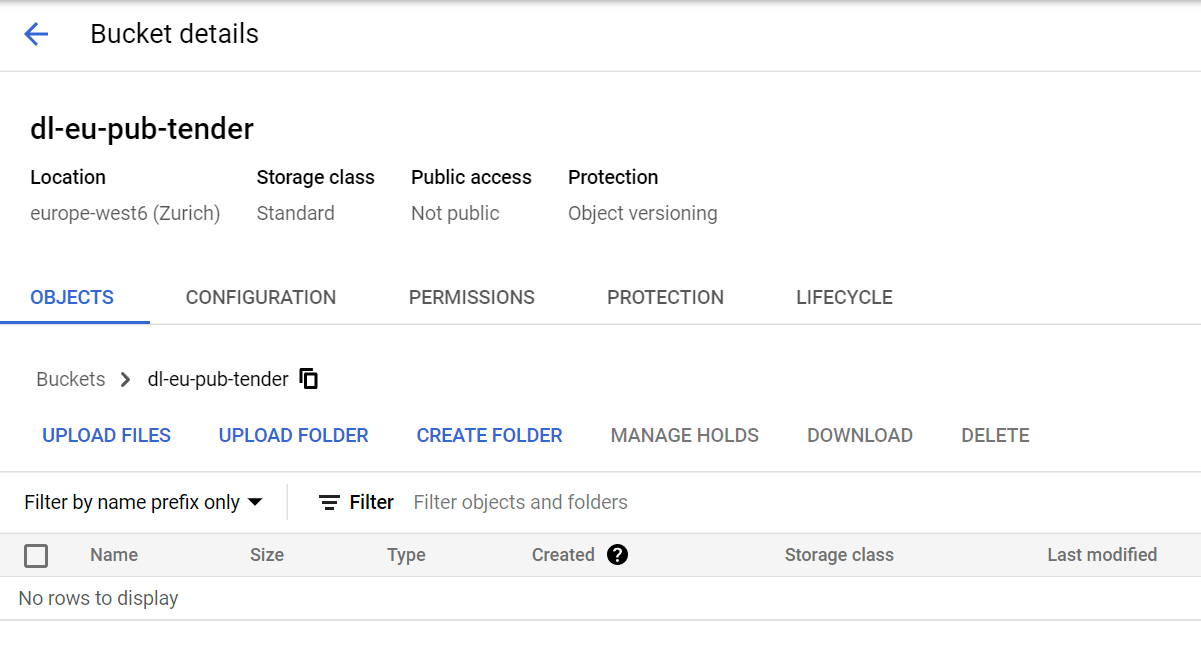 Bucket details
dl-eu-pub-tender
Location Storage class Public access Protection
europe-west6 (Zurich) Standard Not public Object versioning
OBJECTS CONFIGURATION PERMISSIONS PROTECTION LIFECYCLE
Buckets dl-eu-pub-tender
UPLOAD FILES UPLOAD FOLDER CREATE FOLDER MANAGE HOLDS DOWNLOAD DELETE
Filter by name prefix only Filter Filter objects and folders
Name Size Type Created ? Storage class Last modified
No rows to display